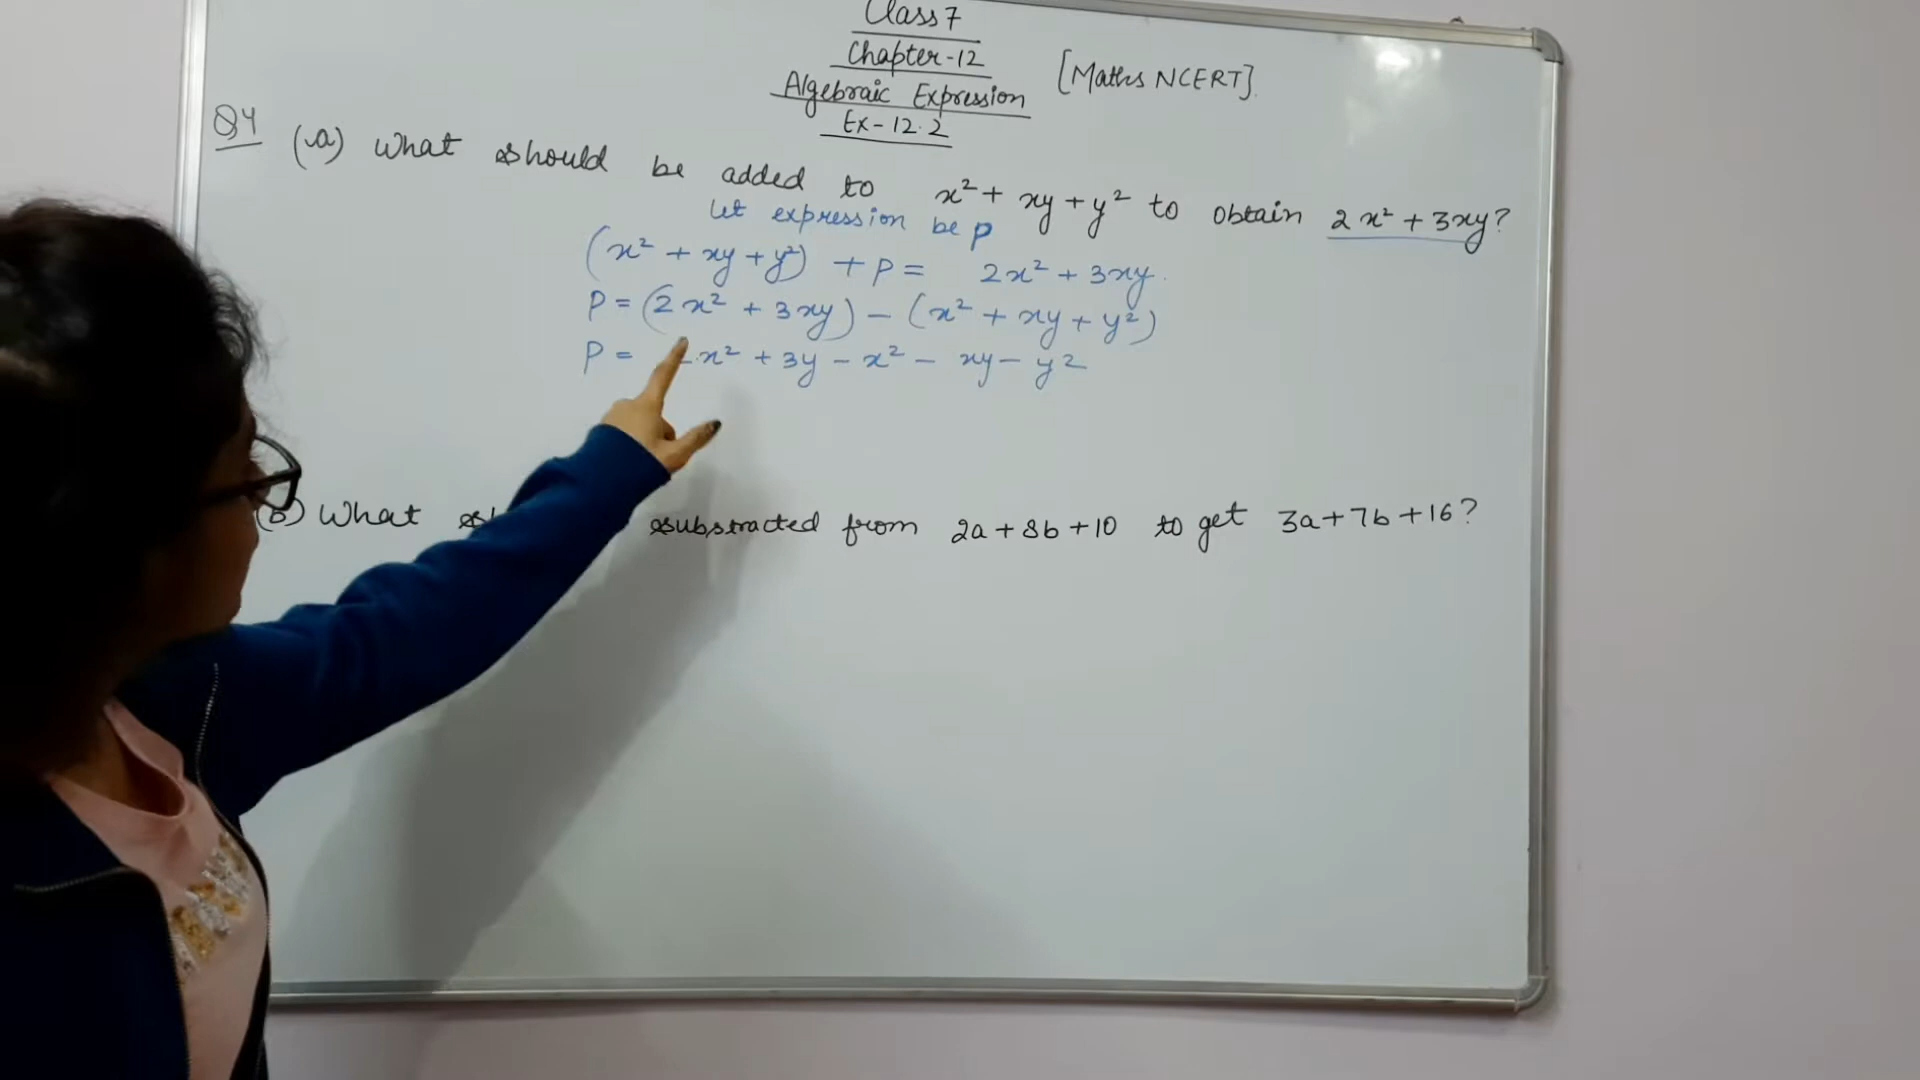 Class 7
Chapter-12
[Maths NCERT].
Algebraic Expression
Ex-12.2
Q4 (a) What should be added to x² + xy + y² to obtain 2x² + 3xy?
let expression be P
(x² + xy + y²) + P = 2x² + 3xy.
P = (2x² + 3xy) - (x² + xy + y²)
P = x² + 3y - x² - xy - y²
(b) What substracted from 2a + 8b + 10 to get 3a + 7b + 16?